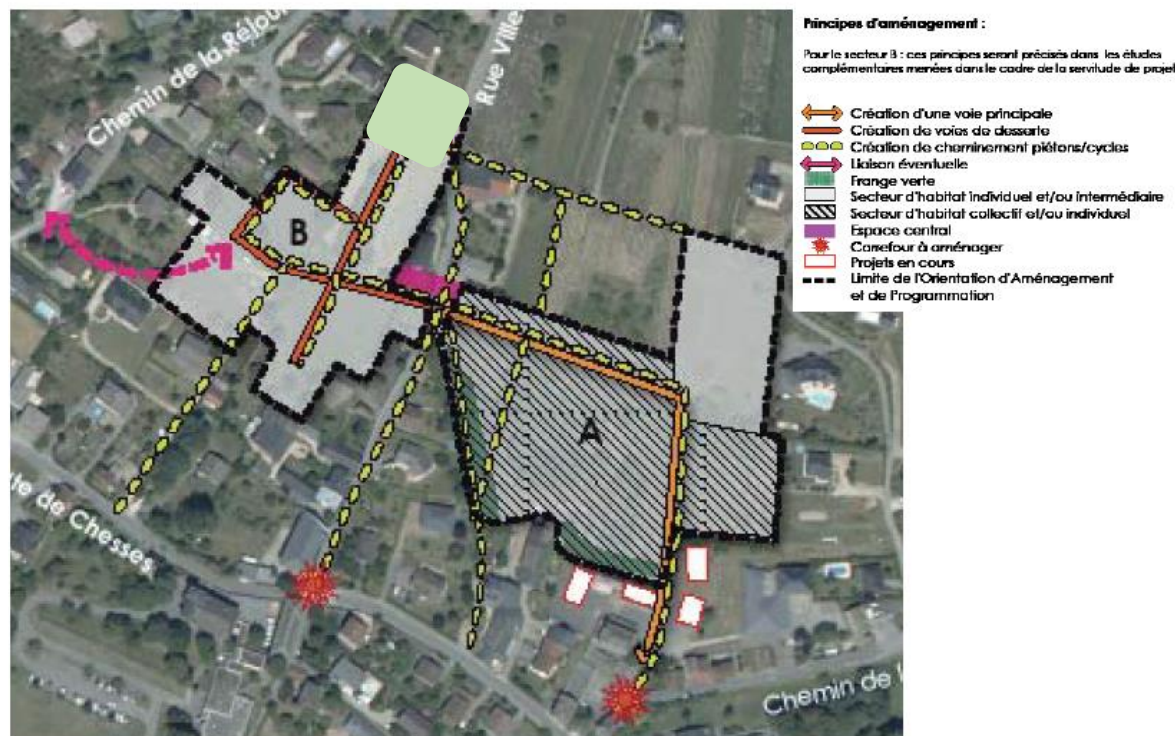 Principes d'aménagement :
Pour le secteur B : ces principes seront précisés dans les études
complémentaires menées dans le cadre de la servitude de projet
Création d'une voie principale
Création de voies de desserte
Création de cheminement piétons/cycles
Liaison éventuelle
Frange verte
Secteur d'habitat individuel et/ou intermédiaire
Secteur d'habitat collectif et/ou individuel
Espace central
Carrefour à aménager
Projets en cours
Limite de l'Orientation d'Aménagement
et de Programmation
Chemin de la Réjou
Rue Ville
B
A
te de Chesses
Chemin de l